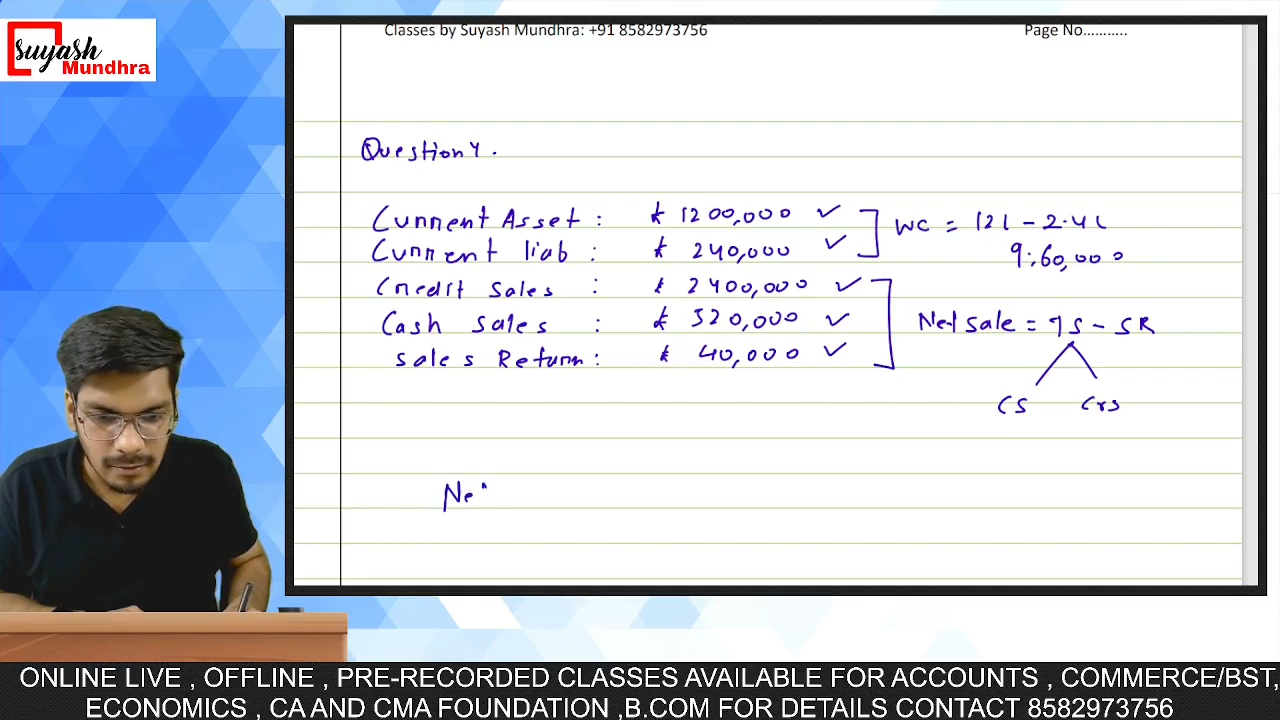 Suyash
Mundhra
Classes by Suyash Mundhra: +91 8582973756
Page No………..
Question 4.
Current Asset : ₹ 1200,000 ✓
WC = 12L - 2.4L
Current liab : ₹ 240,000 ✓
9,60,000
Credit Sales : ₹ 2400,000 ✓
Cash Sales : ₹ 320,000 ✓
Net Sale = GS - SR
Sales Return : ₹ 40,000 ✓
CS CrS
Ne
ONLINE LIVE , OFFLINE , PRE-RECORDED CLASSES AVAILABLE FOR ACCOUNTS , COMMERCE/BST,
ECONOMICS , CA AND CMA FOUNDATION ,B.COM FOR DETAILS CONTACT 8582973756